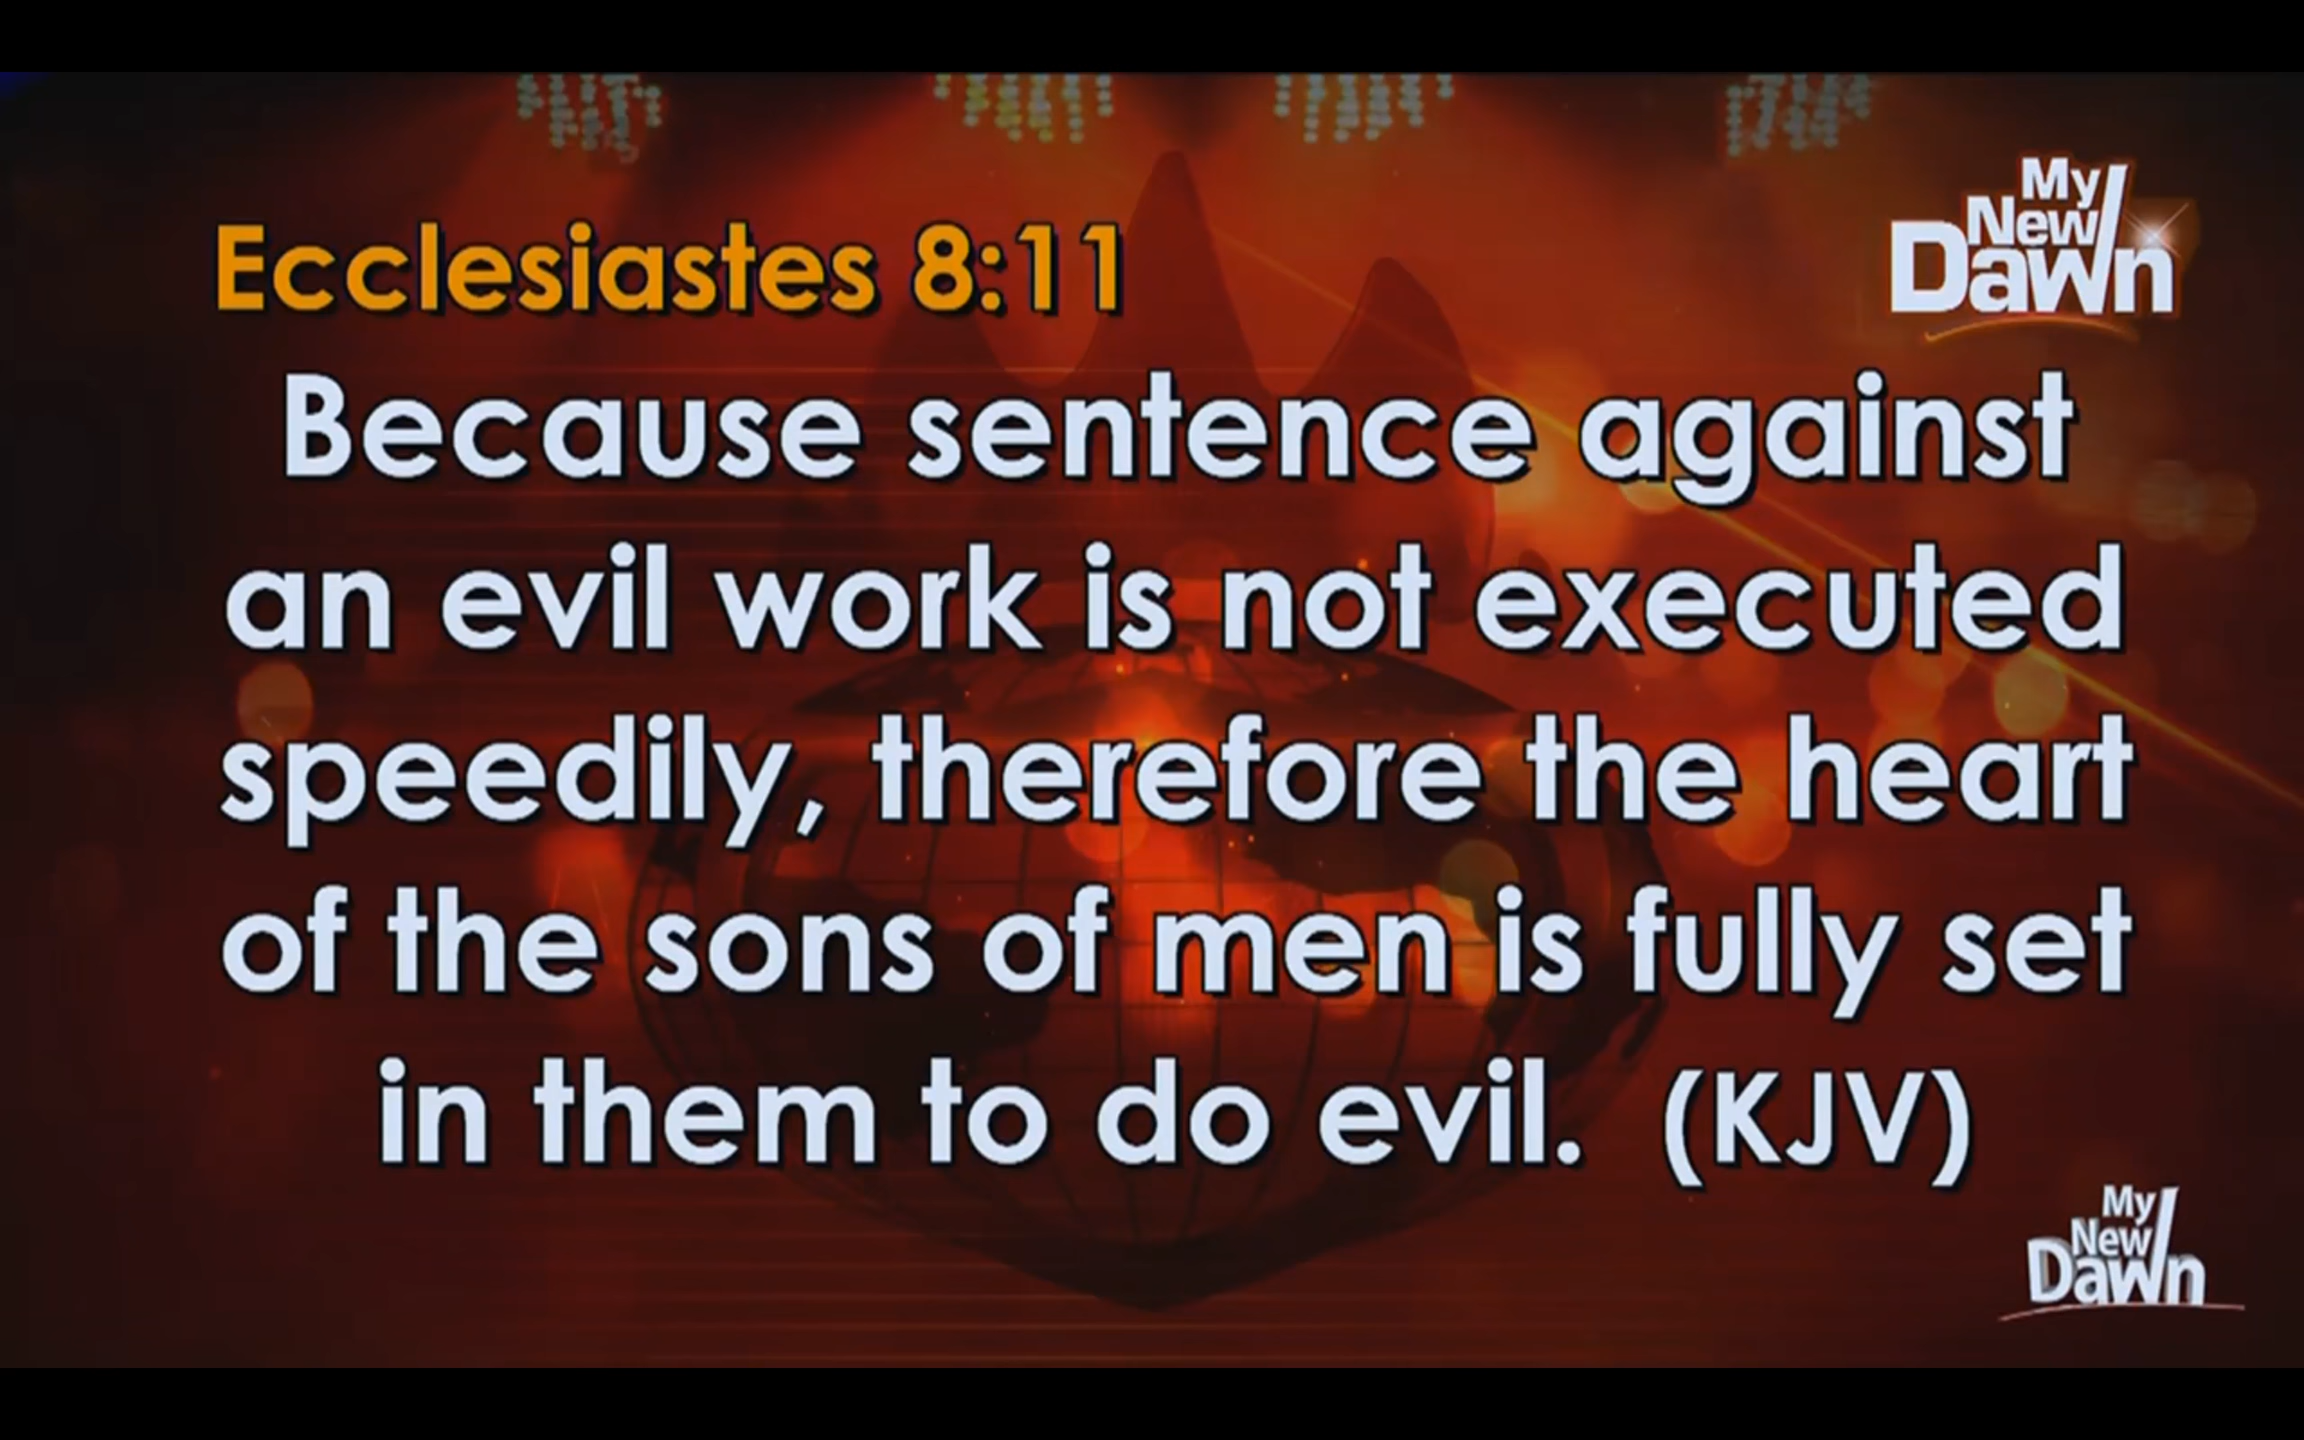 My
New
Dawn
Ecclesiastes 8:11
Because sentence against
an evil work is not executed
speedily, therefore the heart
of the sons of men is fully set
in them to do evil. (KJV)
My
New
Dawn